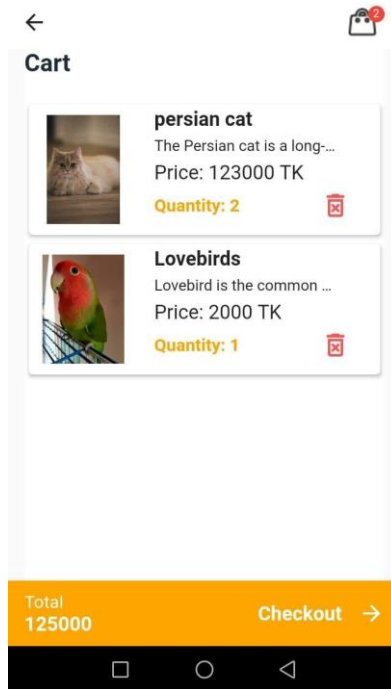 2
Cart
persian cat
The Persian cat is a long-...
Price: 123000 TK
Quantity: 2
Lovebirds
Lovebird is the common ...
Price: 2000 TK
Quantity: 1
Total
125000
Checkout